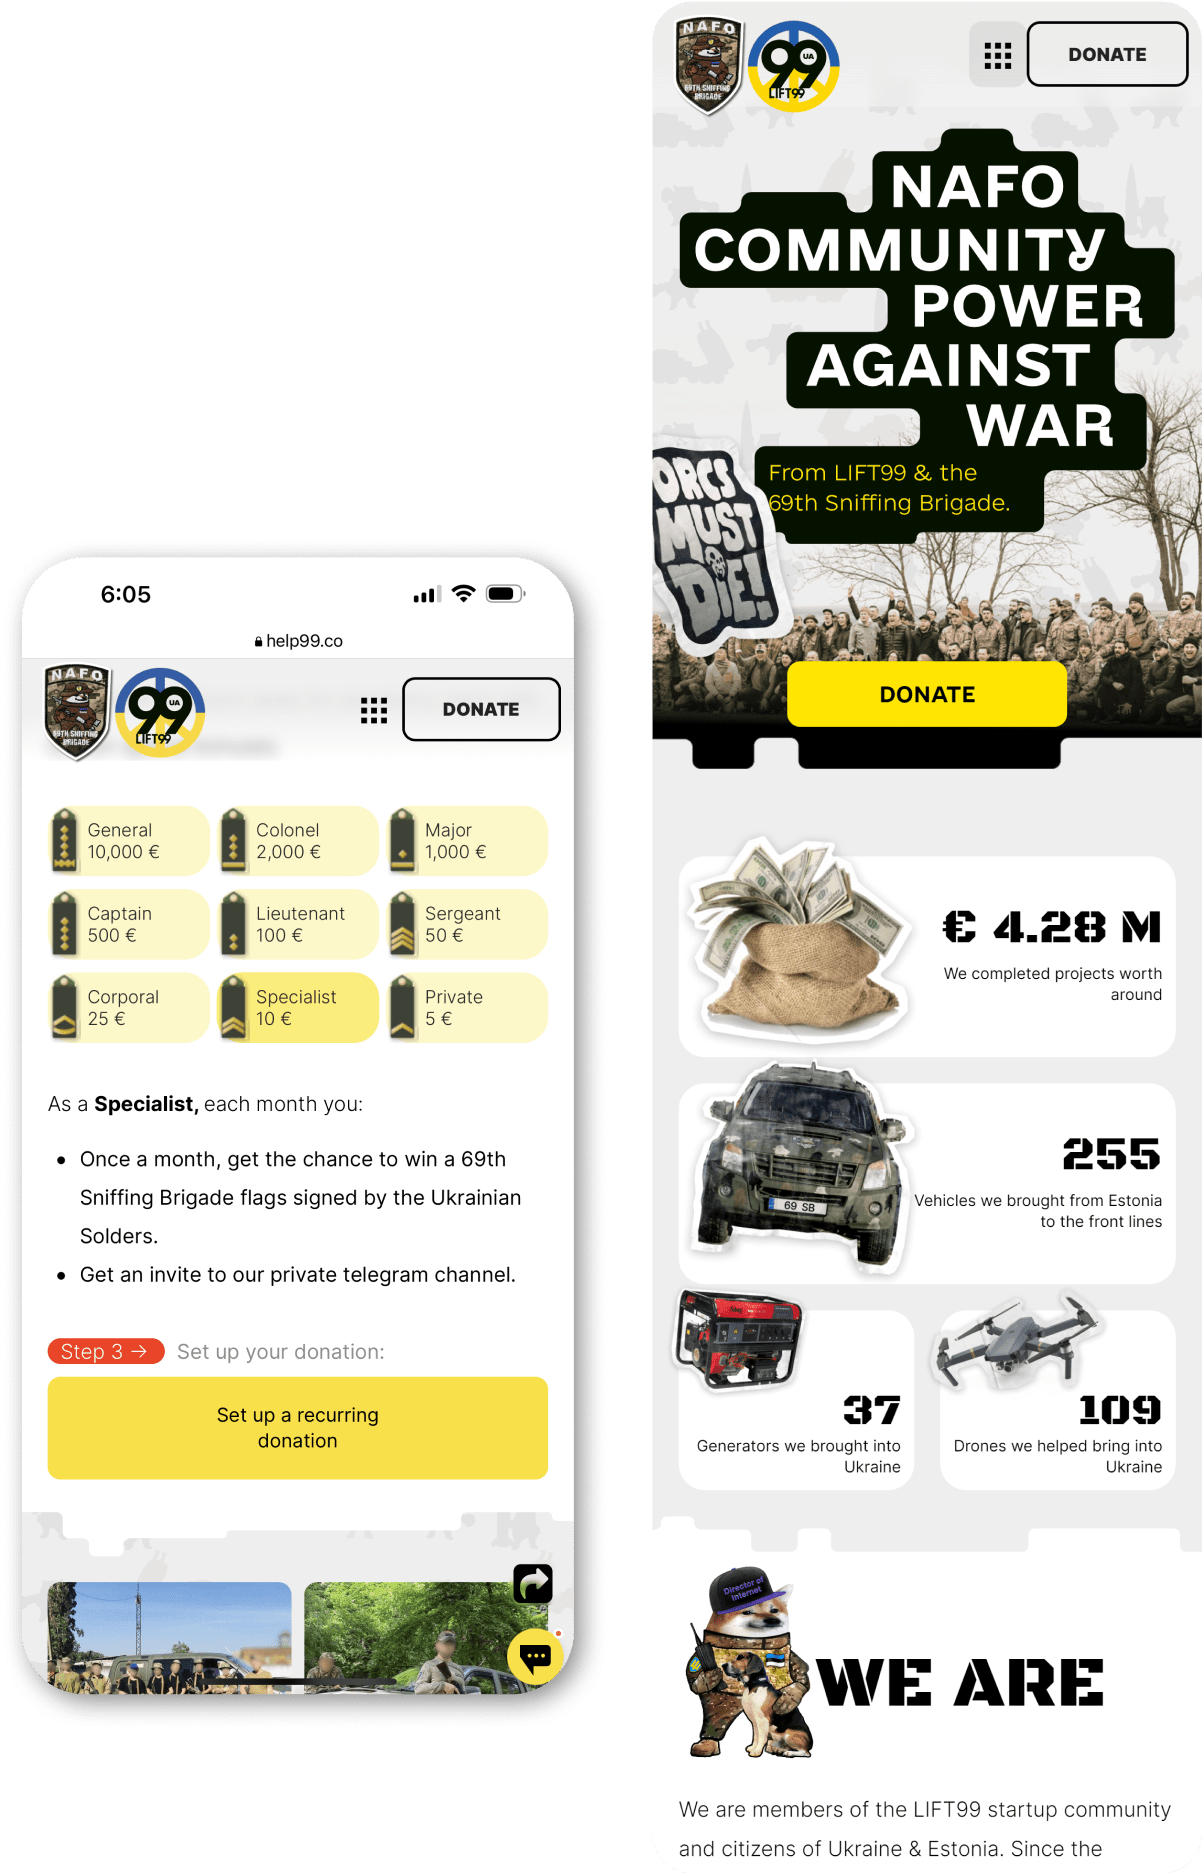 6:05
help99.co
NAFO
69TH SNIFFING
BRIGADE
99
UA
LIFT99
DONATE
General
10,000 €
Colonel
2,000 €
Major
1,000 €
Captain
500 €
Lieutenant
100 €
Sergeant
50 €
Corporal
25 €
Specialist
10 €
Private
5 €
As a Specialist, each month you:
• Once a month, get the chance to win a 69th
Sniffing Brigade flags signed by the Ukrainian
Solders.
• Get an invite to our private telegram channel.
Step 3 → Set up your donation:
Set up a recurring
donation
NAFO
69TH SNIFFING
BRIGADE
99
UA
LIFT99
DONATE
NAFO
COMMUNITY
POWER
AGAINST
WAR
From LIFT99 & the
69th Sniffing Brigade.
ORCS
MUST
DIE!
DONATE
€ 4.28 M
We completed projects worth
around
69 SB
255
Vehicles we brought from Estonia
to the front lines
37
Generators we brought into
Ukraine
109
Drones we helped bring into
Ukraine
Director of
Internet
WE ARE
We are members of the LIFT99 startup community
and citizens of Ukraine & Estonia. Since the